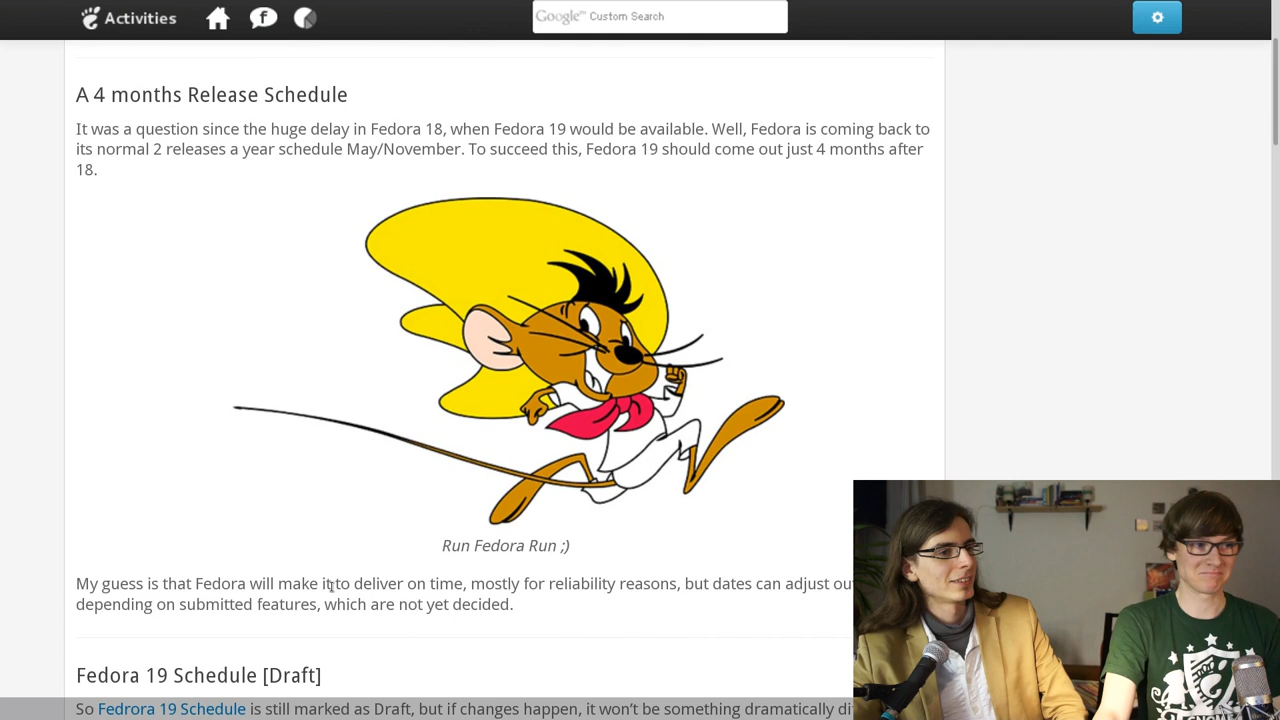 Activities
Google™ Custom Search
A 4 months Release Schedule
It was a question since the huge delay in Fedora 18, when Fedora 19 would be available. Well, Fedora is coming back to
its normal 2 releases a year schedule May/November. To succeed this, Fedora 19 should come out just 4 months after
18.
Run Fedora Run ;)
My guess is that Fedora will make it to deliver on time, mostly for reliability reasons, but dates can adjust
depending on submitted features, which are not yet decided.
Fedora 19 Schedule [Draft]
So Fedrora 19 Schedule is still marked as Draft, but if changes happen, it won't be something dramatically